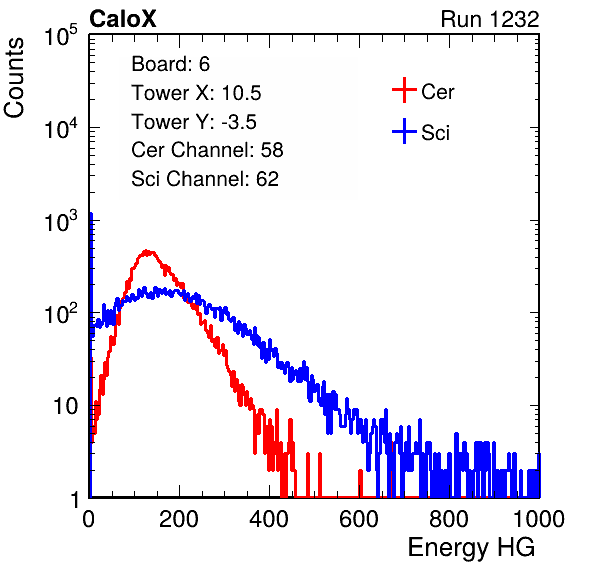 CaloX Run 1232
Counts
10^5
10^4
10^3
10^2
10
1
Board: 6
Tower X: 10.5
Tower Y: -3.5
Cer Channel: 58
Sci Channel: 62
Cer
Sci
0 200 400 600 800 1000
Energy HG